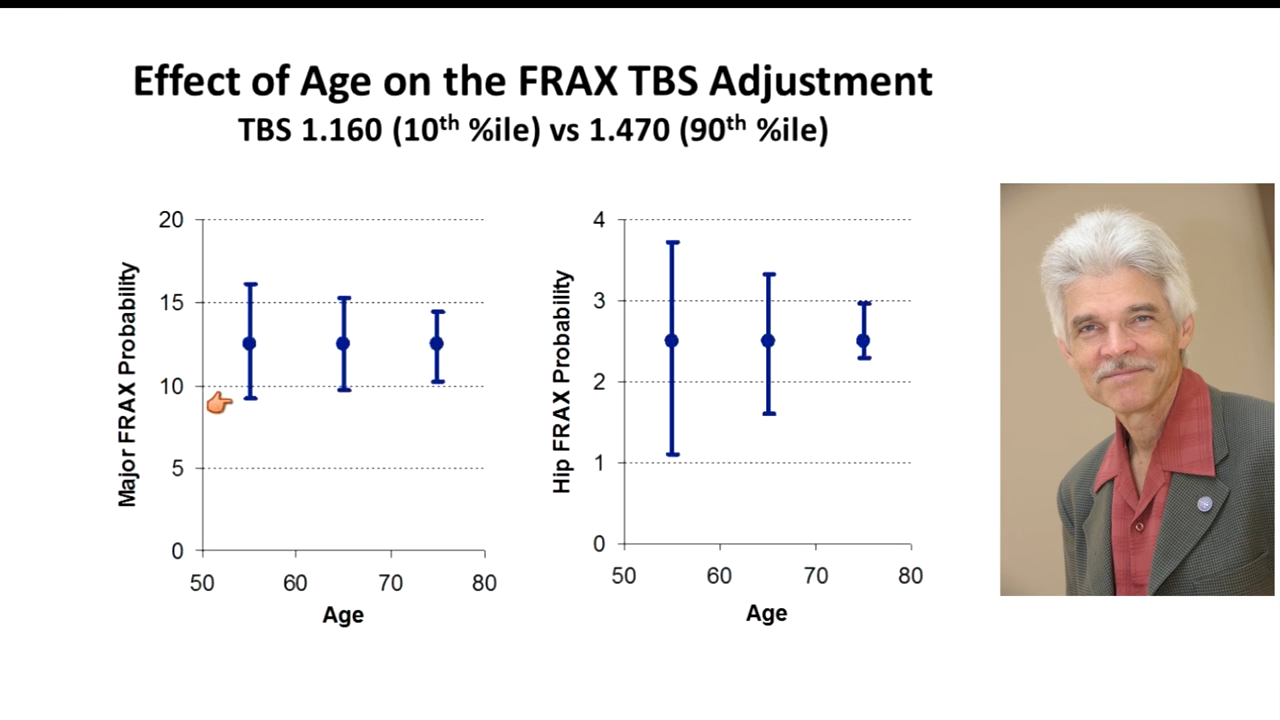 Effect of Age on the FRAX TBS Adjustment
TBS 1.160 (10th %ile) vs 1.470 (90th %ile)
Major FRAX Probability
20
15
10
5
0
50 60 70 80
Age
Hip FRAX Probability
4
3
2
1
0
50 60 70 80
Age